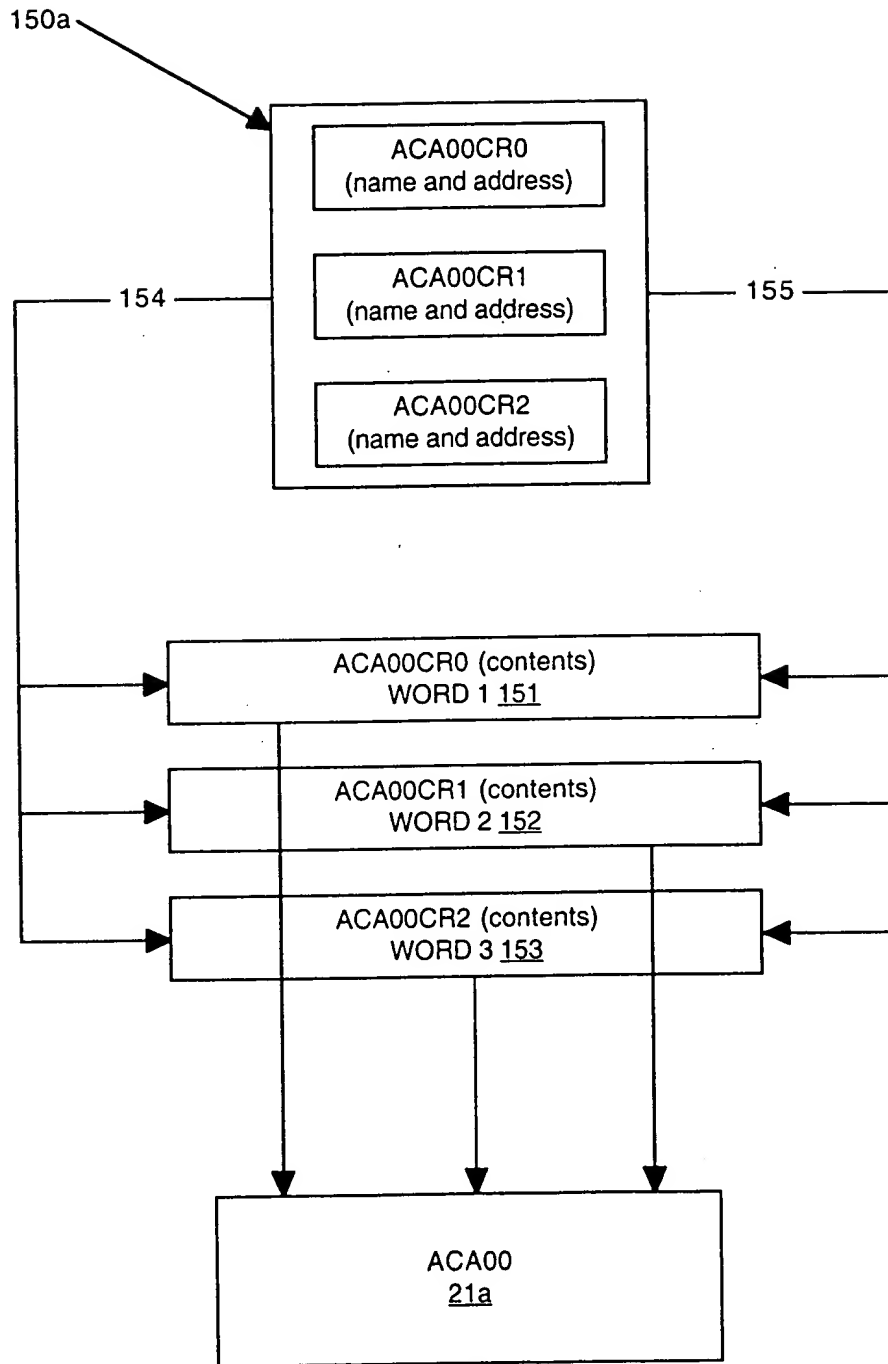 150a
ACA00CR0
(name and address)
ACA00CR1
(name and address)
154
155
ACA00CR2
(name and address)
ACA00CR0 (contents)
WORD 1 151
ACA00CR1 (contents)
WORD 2 152
ACA00CR2 (contents)
WORD 3 153
ACA00
21a